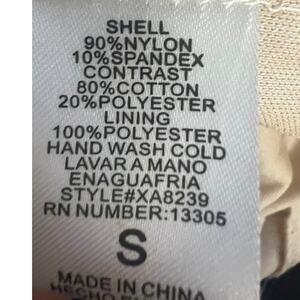 SHELL
90%NYLON
10%SPANDEX
CONTRAST
80%COTTON
20%POLYESTER
LINING
100%POLYESTER
HAND WASH COLD
LAVAR A MANO
ENAGUAFRIA
STYLE#XA8239
RN NUMBER:13305
S
MADE IN CHINA
HECHO